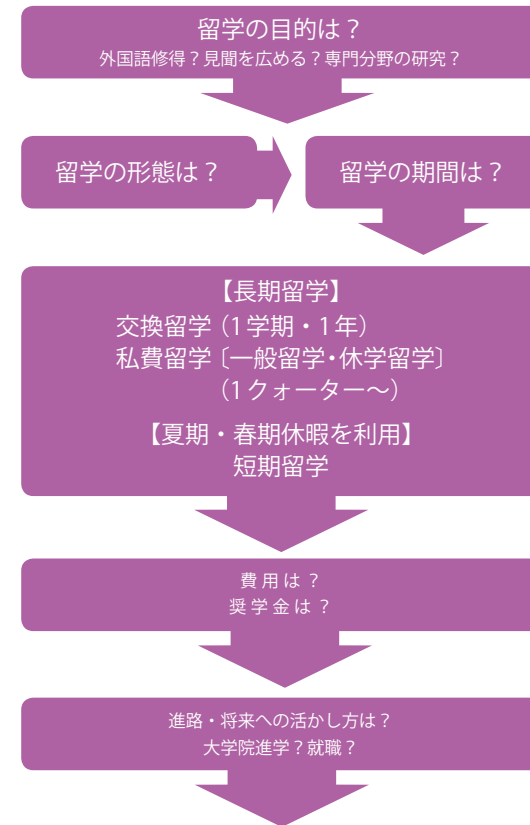 留学の目的は？
外国語修得？見聞を広める？専門分野の研究？
留学の形態は？
留学の期間は？
【長期留学】
交換留学（1学期・1年）
私費留学〔一般留学・休学留学〕
（1クォーター～）
【夏期・春期休暇を利用】
短期留学
費用は？
奨学金は？
進路・将来への活かし方は？
大学院進学？就職？